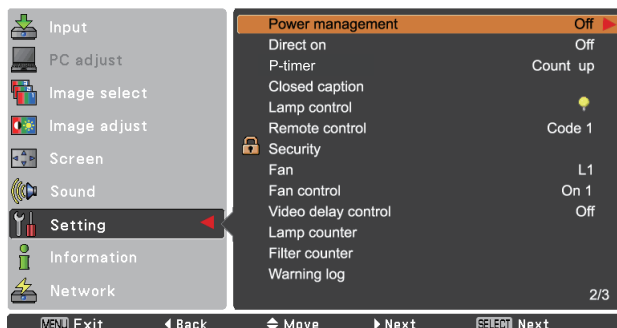 Input
PC adjust
Image select
Image adjust
Screen
Sound
Setting
Information
Network
Power management Off
Direct on Off
P-timer Count up
Closed caption
Lamp control
Remote control Code 1
Security
Fan L1
Fan control On 1
Video delay control Off
Lamp counter
Filter counter
Warning log
2/3
MENU Exit Back Move Next SELECT Next